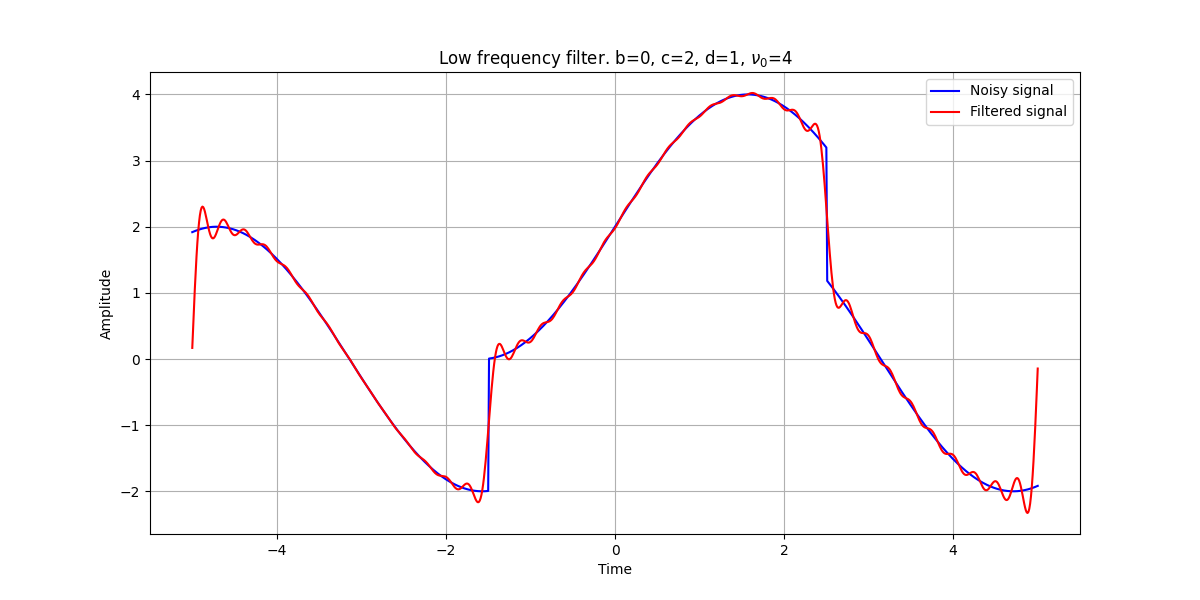 Low frequency filter. b=0, c=2, d=1, ν₀=4
Noisy signal
Filtered signal
Amplitude
4
3
2
1
0
−1
−2
−4
−2
0
2
4
Time